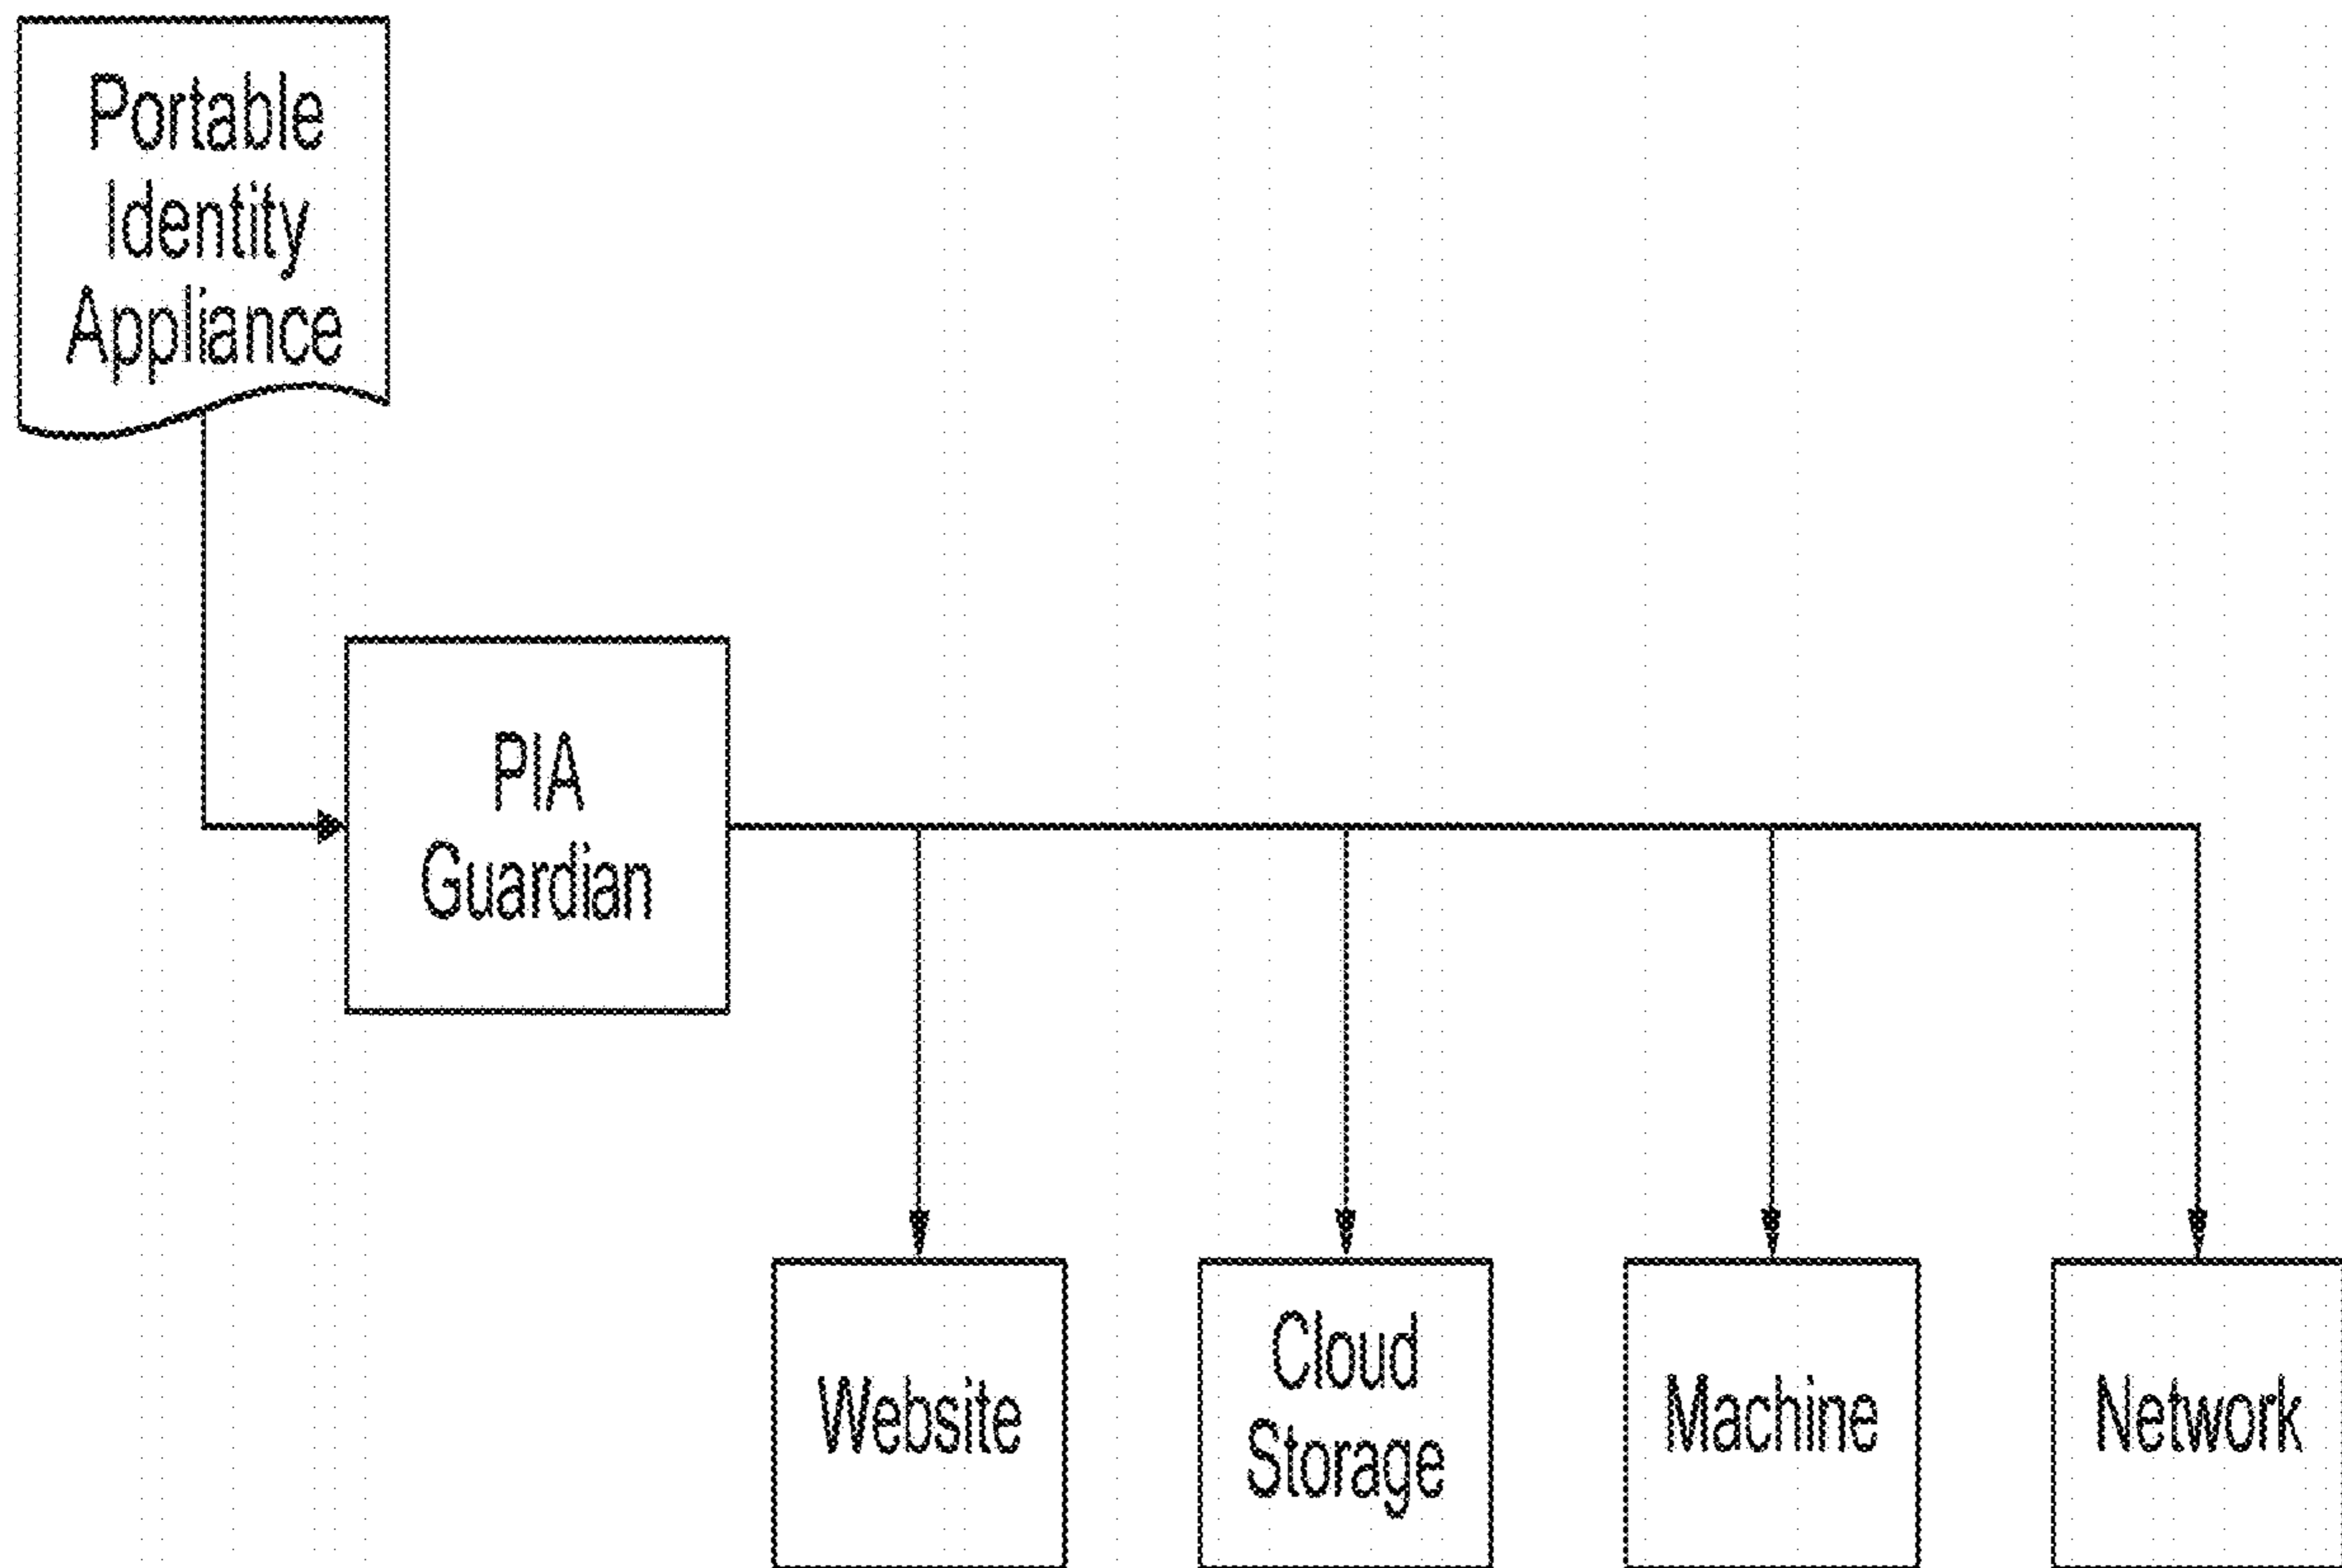 Portable
Identity
Appliance
PIA
Guardian
Website
Cloud
Storage
Machine
Network